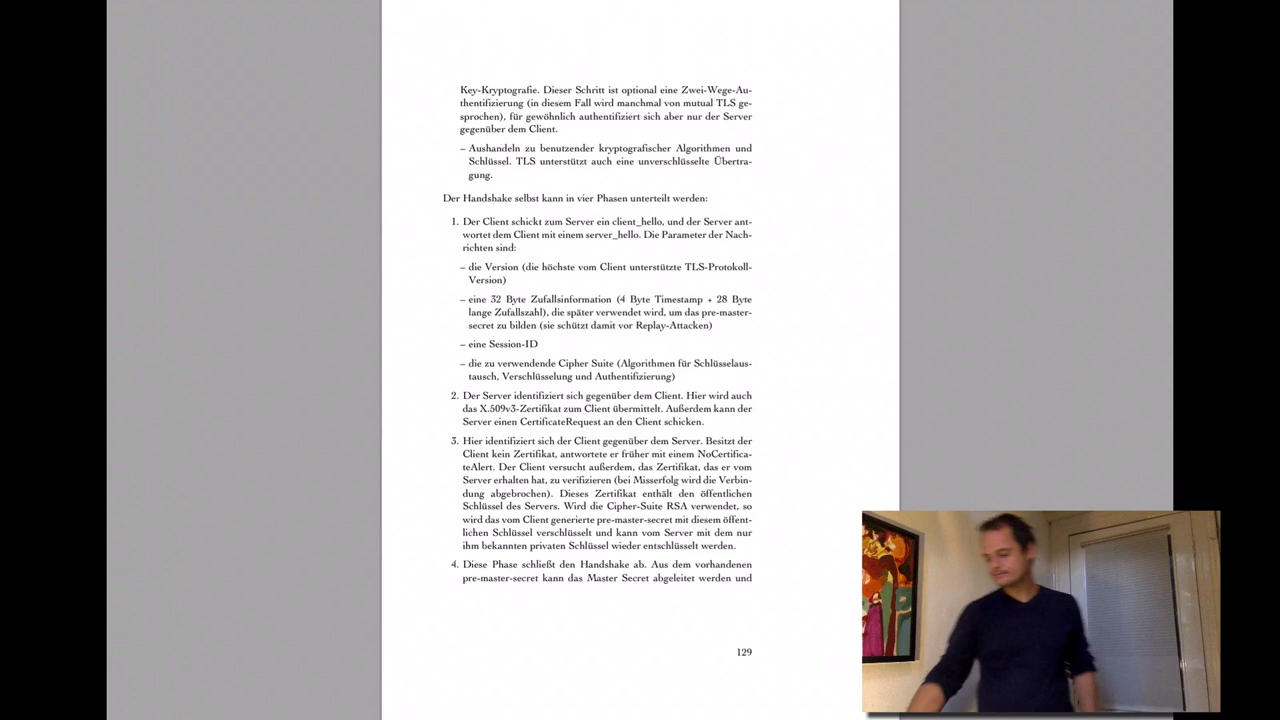 Key-Kryptografie. Dieser Schritt ist optional eine Zwei-Wege-Au-
thentifizierung (in diesem Fall wird manchmal von mutual TLS ge-
sprochen), für gewöhnlich authentifiziert sich aber nur der Server
gegenüber dem Client.
– Aushandeln zu benutzender kryptografischer Algorithmen und
Schlüssel. TLS unterstützt auch eine unverschlüsselte Übertra-
gung.
Der Handshake selbst kann in vier Phasen unterteilt werden:
1. Der Client schickt zum Server ein client_hello, und der Server ant-
wortet dem Client mit einem server_hello. Die Parameter der Nach-
richten sind:
– die Version (die höchste vom Client unterstützte TLS-Protokoll-
Version)
– eine 32 Byte Zufallsinformation (4 Byte Timestamp + 28 Byte
lange Zufallszahl), die später verwendet wird, um das pre-master-
secret zu bilden (sie schützt damit vor Replay-Attacken)
– eine Session-ID
– die zu verwendende Cipher Suite (Algorithmen für Schlüsselaus-
tausch, Verschlüsselung und Authentifizierung)
2. Der Server identifiziert sich gegenüber dem Client. Hier wird auch
das X.509v3-Zertifikat zum Client übermittelt. Außerdem kann der
Server einen CertificateRequest an den Client schicken.
3. Hier identifiziert sich der Client gegenüber dem Server. Besitzt der
Client kein Zertifikat, antwortete er früher mit einem NoCertifica-
teAlert. Der Client versucht außerdem, das Zertifikat, das er vom
Server erhalten hat, zu verifizieren (bei Misserfolg wird die Verbin-
dung abgebrochen). Dieses Zertifikat enthält den öffentlichen
Schlüssel des Servers. Wird die Cipher-Suite RSA verwendet, so
wird das vom Client generierte pre-master-secret mit diesem öffent-
lichen Schlüssel verschlüsselt und kann vom Server mit dem nur
ihm bekannten privaten Schlüssel wieder entschlüsselt werden.
4. Diese Phase schließt den Handshake ab. Aus dem vorhandenen
pre-master-secret kann das Master Secret abgeleitet werden und
129